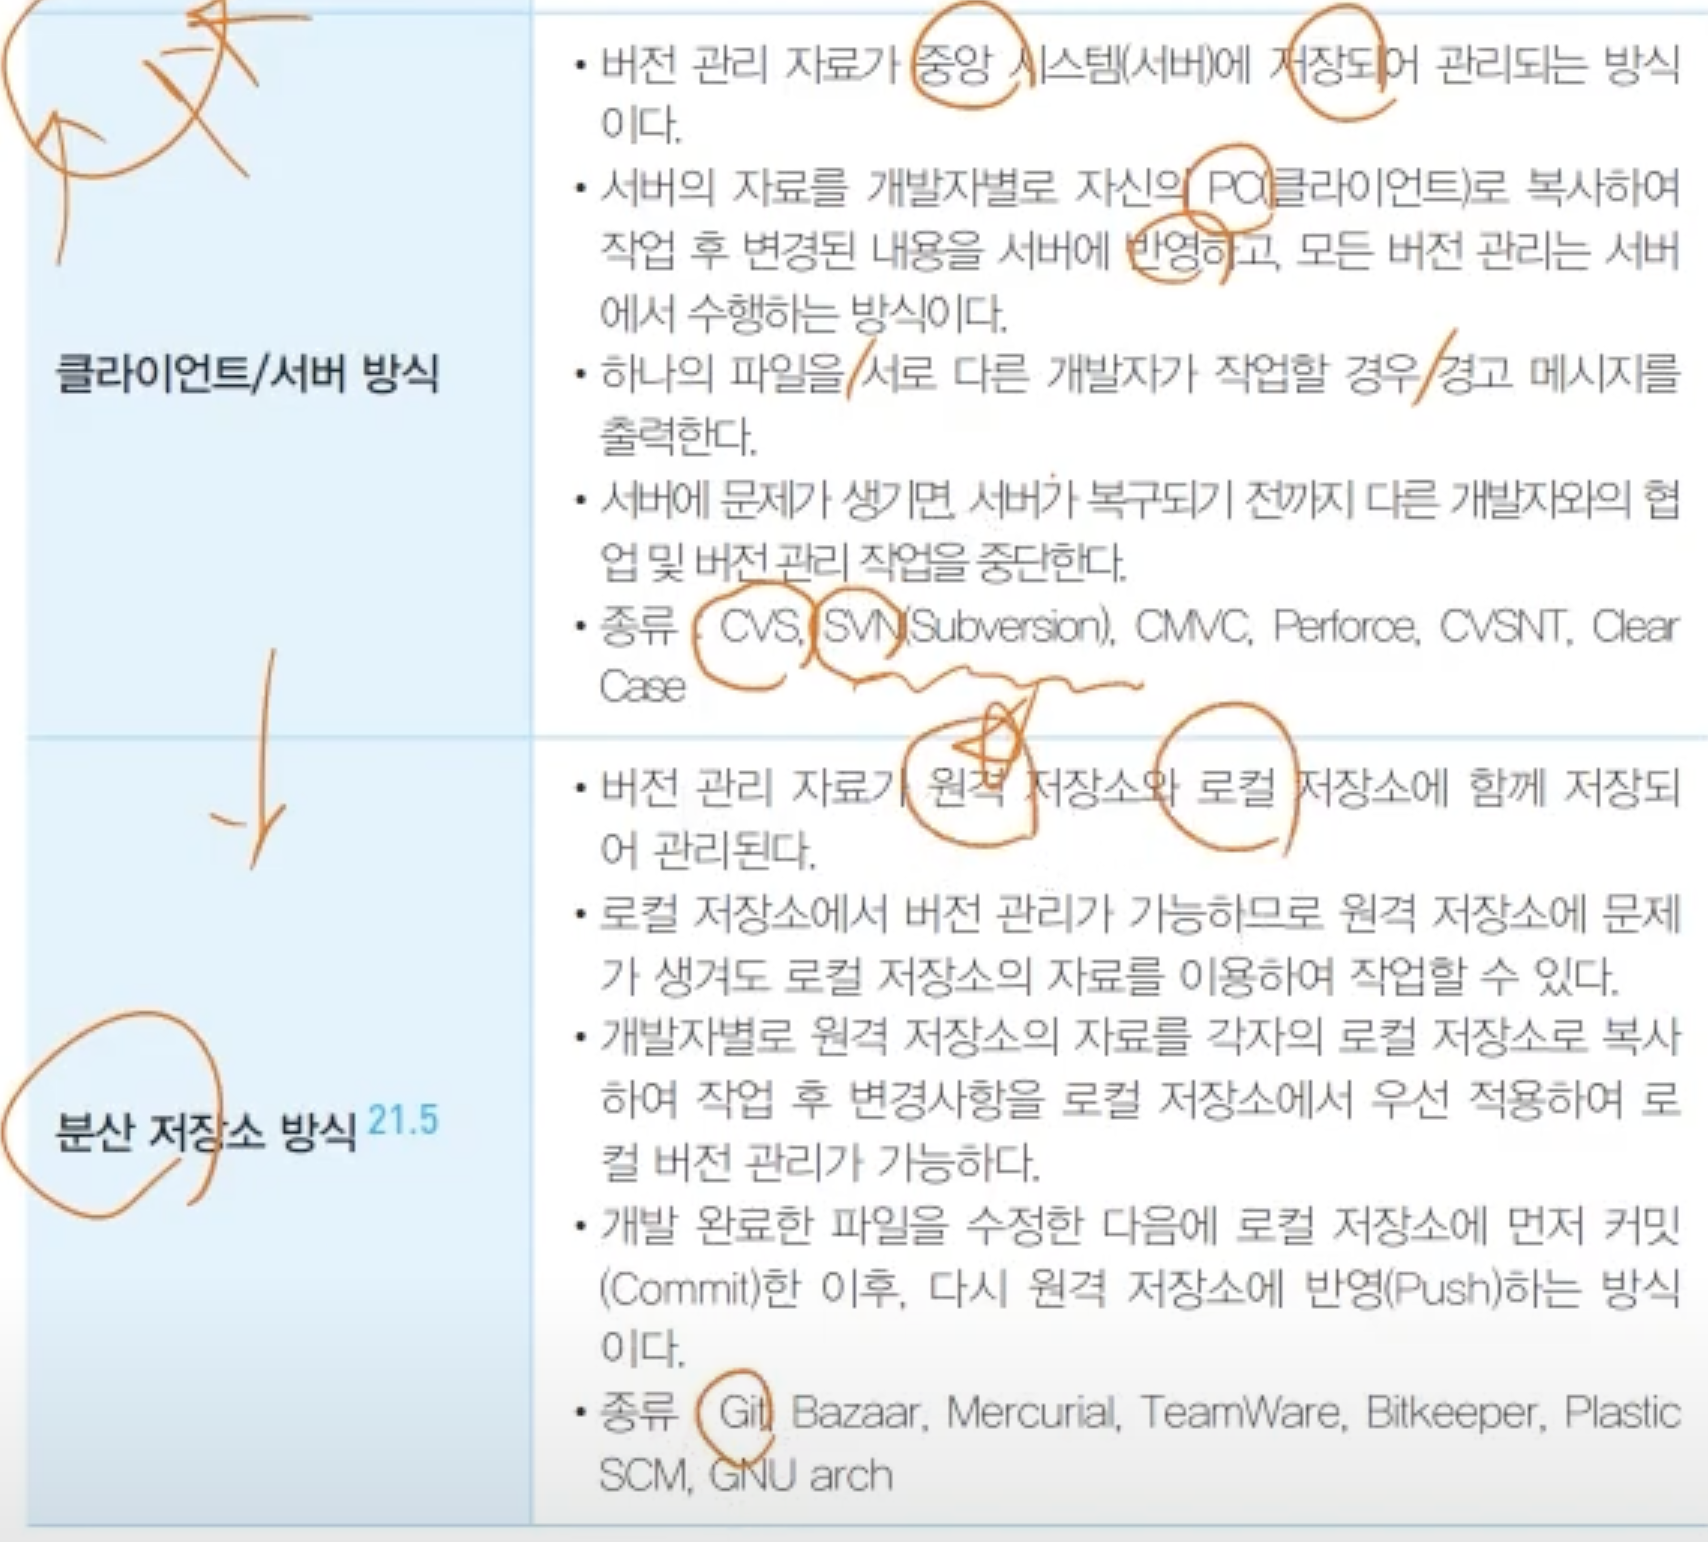 • 버전 관리 자료가 중앙 시스템(서버)에 저장되어 관리되는 방식
이다.
• 서버의 자료를 개발자별로 자신의 PC(클라이언트)로 복사하여
작업 후 변경된 내용을 서버에 반영하고, 모든 버전 관리는 서버
에서 수행하는 방식이다.
클라이언트/서버 방식
• 하나의 파일을 서로 다른 개발자가 작업할 경우 경고 메시지를
출력한다.
• 서버에 문제가 생기면, 서버가 복구되기 전까지 다른 개발자와의 협
업 및 버전 관리 작업을 중단한다.
• 종류 : CVS, SVN(Subversion), CMVC, Perforce, CVSNT, Clear
Case
• 버전 관리 자료가 원격 저장소와 로컬 저장소에 함께 저장되
어 관리된다.
• 로컬 저장소에서 버전 관리가 가능하므로 원격 저장소에 문제
가 생겨도 로컬 저장소의 자료를 이용하여 작업할 수 있다.
분산 저장소 방식 21.5
• 개발자별로 원격 저장소의 자료를 각자의 로컬 저장소로 복사
하여 작업 후 변경사항을 로컬 저장소에서 우선 적용하여 로
컬 버전 관리가 가능하다.
• 개발 완료한 파일을 수정한 다음에 로컬 저장소에 먼저 커밋
(Commit)한 이후, 다시 원격 저장소에 반영(Push)하는 방식
이다.
• 종류 : Git, Bazaar, Mercurial, TeamWare, Bitkeeper, Plastic
SCM, GNU arch